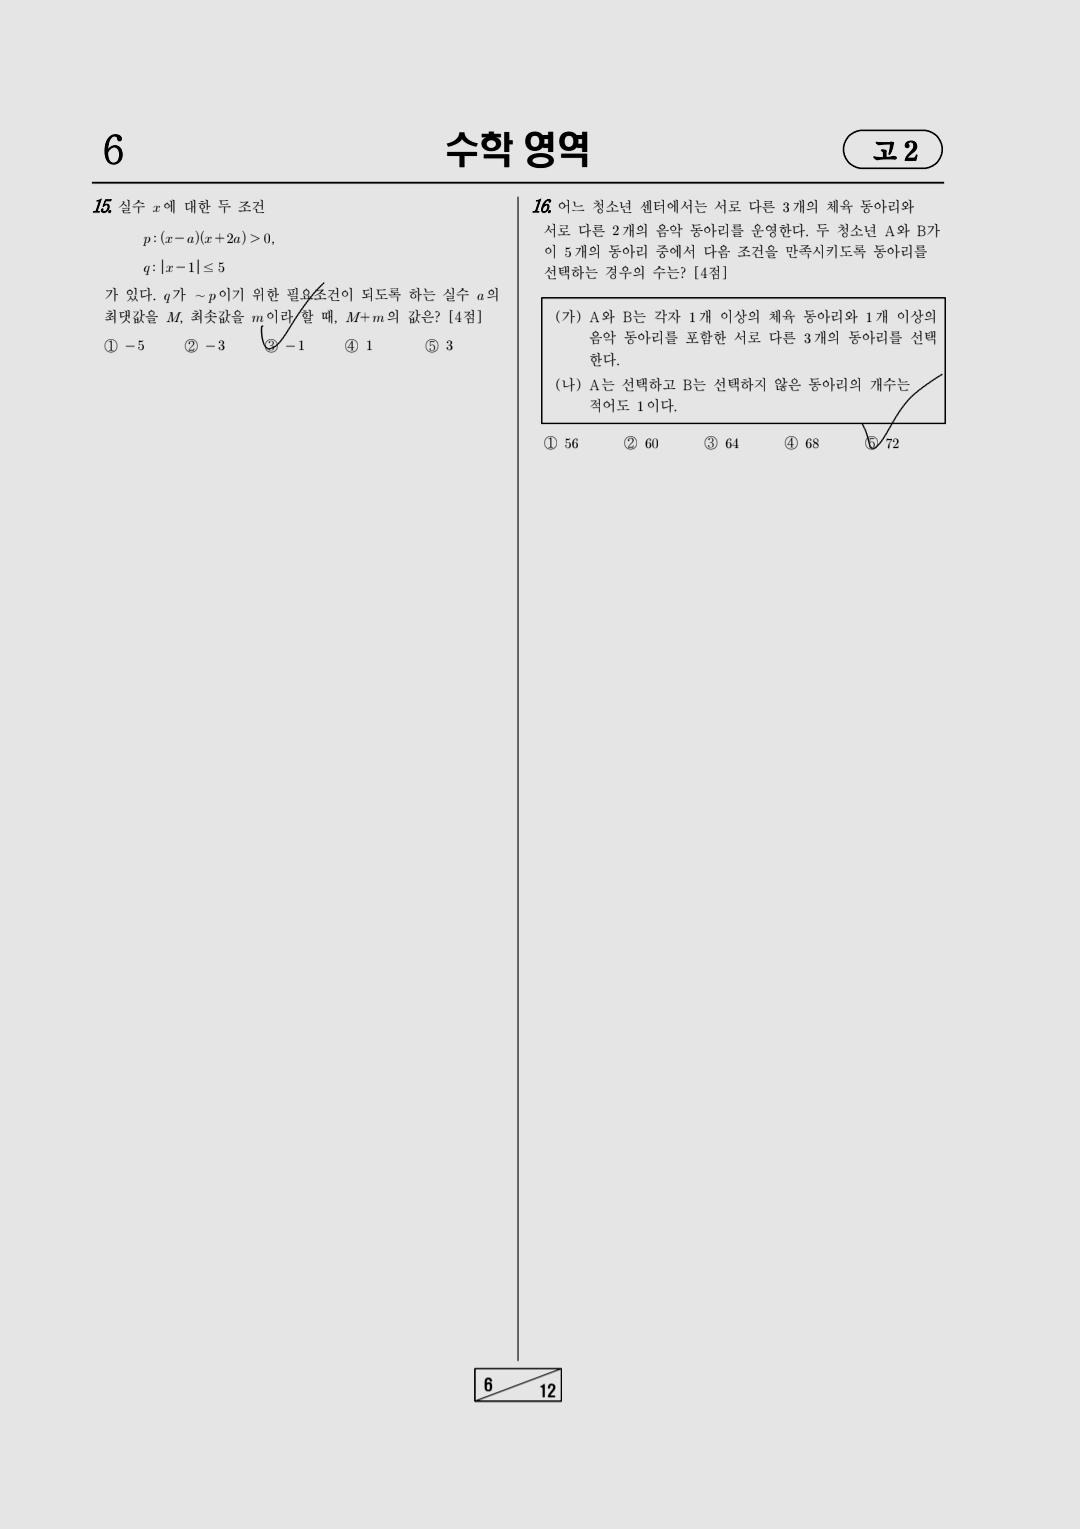 6
수학 영역
고 2
15. 실수 x에 대한 두 조건
p : (x-a)(x+2a) > 0,
q : |x-1| ≤ 5
가 있다. q가 ~p이기 위한 필요조건이 되도록 하는 실수 a의
최댓값을 M, 최솟값을 m이라 할 때, M+m의 값은? [4점]
① -5 ② -3 ③ -1 ④ 1 ⑤ 3
16. 어느 청소년 센터에서는 서로 다른 3개의 체육 동아리와
서로 다른 2개의 음악 동아리를 운영한다. 두 청소년 A와 B가
이 5개의 동아리 중에서 다음 조건을 만족시키도록 동아리를
선택하는 경우의 수는? [4점]
(가) A와 B는 각자 1개 이상의 체육 동아리와 1개 이상의
음악 동아리를 포함한 서로 다른 3개의 동아리를 선택
한다.
(나) A는 선택하고 B는 선택하지 않은 동아리의 개수는
적어도 1이다.
① 56 ② 60 ③ 64 ④ 68 ⑤ 72
6
12